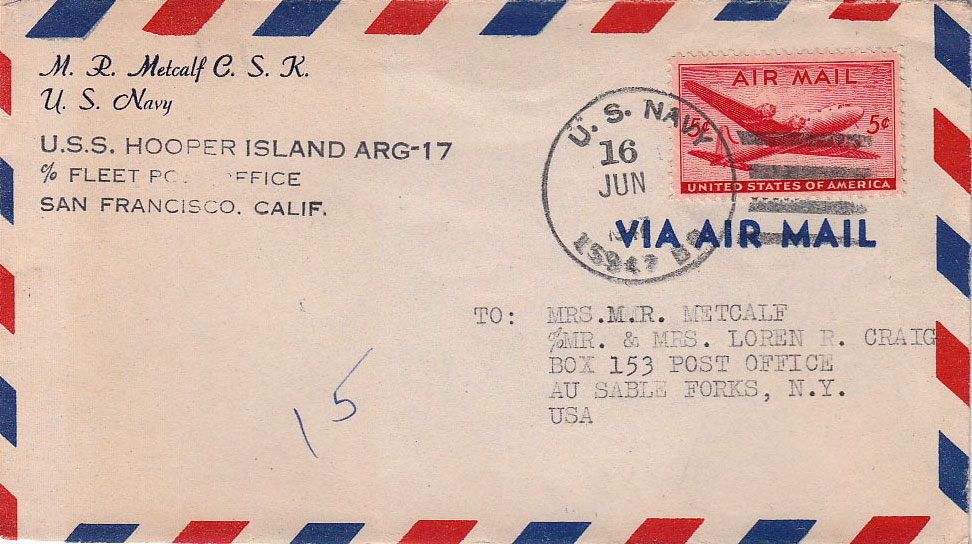 M. R. Metcalf C. S. K.
U. S. Navy
U.S.S. HOOPER ISLAND ARG-17
c/o FLEET
SAN FRANCISCO, CALIF.
AIR MAIL
5¢ 5¢
UNITED STATES OF AMERICA
U. S. NAVY
16
JUN
VIA AIR MAIL
TO: MRS.M.R. METCALF
%MR. & MRS. LOREN R. CRAIG
BOX 153 POST OFFICE
AU SABLE FORKS, N.Y.
USA
15